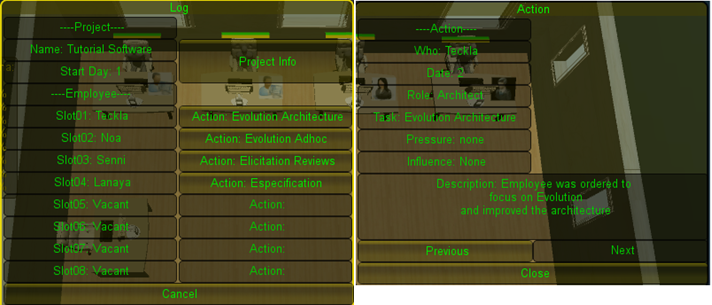 Log
----Project----
Name: Tutorial Software
Start Day: 1
Project Info
----Employee----
Slot01: Teckla
Action: Evolution Architecture
Slot02: Noa
Action: Evolution Adhoc
Slot03: Senni
Action: Elicitation Reviews
Slot04: Lanaya
Action: Especification
Slot05: Vacant
Action:
Slot06: Vacant
Action:
Slot07: Vacant
Action:
Slot08: Vacant
Action:
Cancel
Action
----Action----
Who: Teckla
Date: 2
Role: Architect
Task: Evolution Architecture
Pressure: none
Influence: None
Description: Employee was ordered to
focus on Evolution
and improved the architecture
Previous
Next
Close